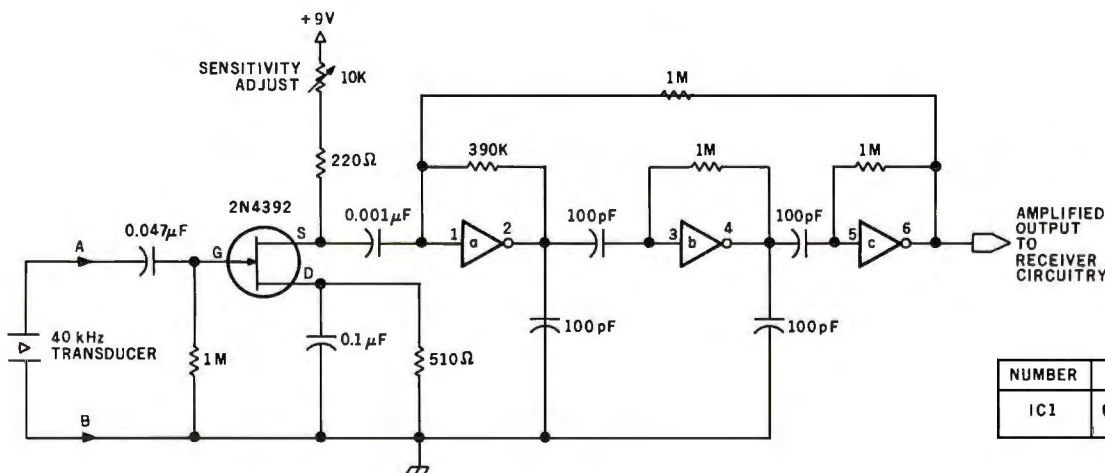 +9V
SENSITIVITY
ADJUST
10K
1M
220Ω
390K
1M
1M
2N4392
0.047µF
A
G
S
D
0.001µF
1
a
2
100pF
3
b
4
100pF
5
c
6
AMPLIFIED
OUTPUT
TO
RECEIVER
CIRCUITRY
40 kHz
TRANSDUCER
1M
0.1µF
510Ω
100pF
100pF
B
NUMBER
IC1